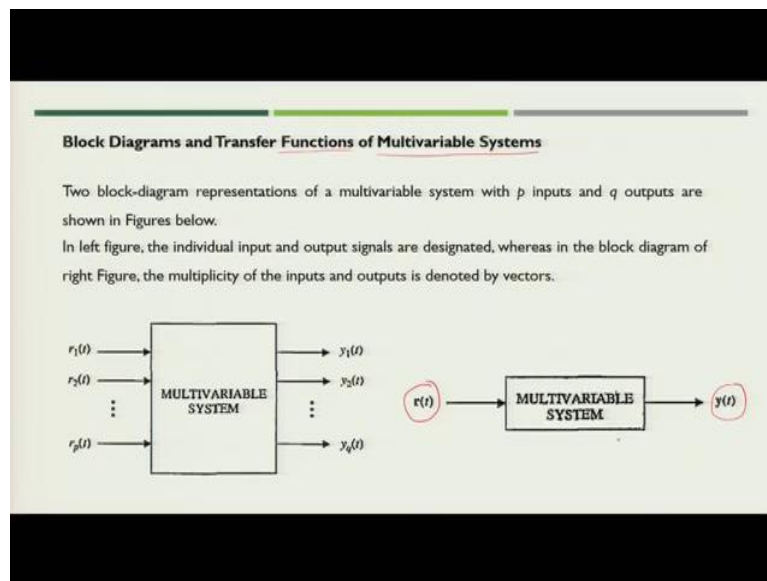 Block Diagrams and Transfer Functions of Multivariable Systems
Two block-diagram representations of a multivariable system with p inputs and q outputs are
shown in Figures below.
In left figure, the individual input and output signals are designated, whereas in the block diagram of
right Figure, the multiplicity of the inputs and outputs is denoted by vectors.
r₁(t)
r₂(t)
⋮
rₚ(t)
MULTIVARIABLE
SYSTEM
y₁(t)
y₂(t)
⋮
y_q(t)
r(t)
MULTIVARIABLE
SYSTEM
y(t)